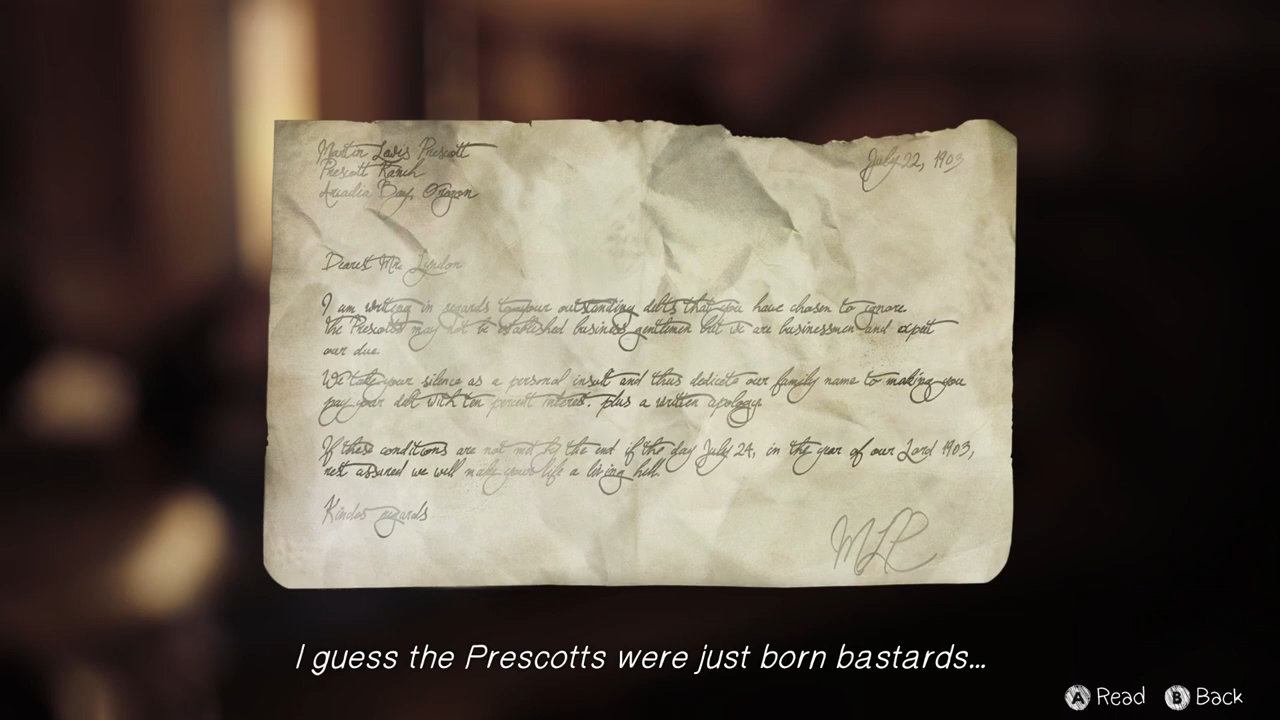 Martin Lewis Prescott
July 22, 1903
Prescott Ranch
Arcadia Bay, Oregon
Dearest Mr. Lyndon
I am writing in regards to your outstanding debts that you have chosen to ignore.
The Prescotts may not be established business gentlemen but we are businessmen and expect
our due.
We take your silence as a personal insult and thus dedicate our family name to making you
pay your debt with ten percent interest, plus a written apology.
If these conditions are not met by the end if the day July 24, in the year of our Lord 1903,
rest assured we will make your life a living hell.
Kindes regards
MLP
I guess the Prescotts were just born bastards...
A Read B Back